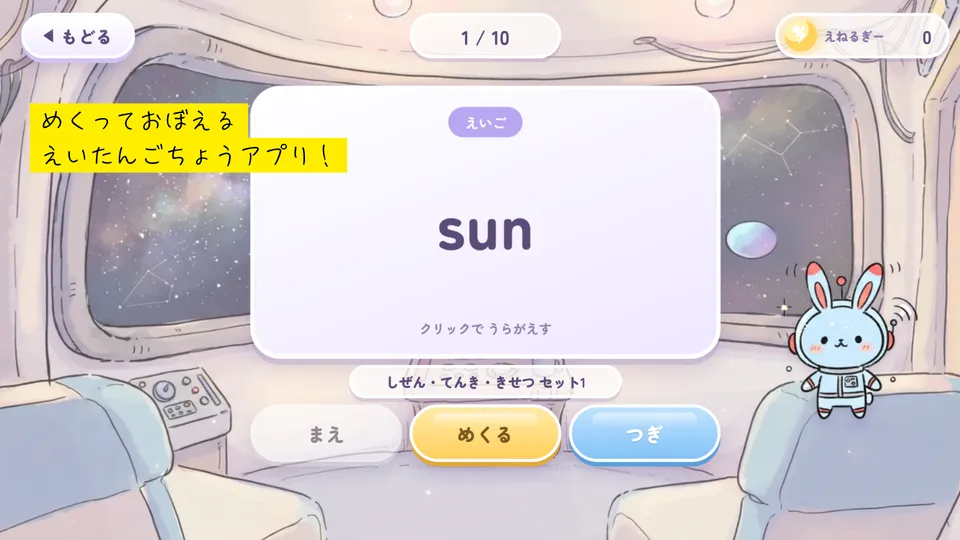 もどる
1 / 10
えねるぎー 0
めくっておぼえる
えいたんごちょうアプリ！
えいご
sun
クリックで うらがえす
しぜん・てんき・きせつ セット1
まえ
めくる
つぎ